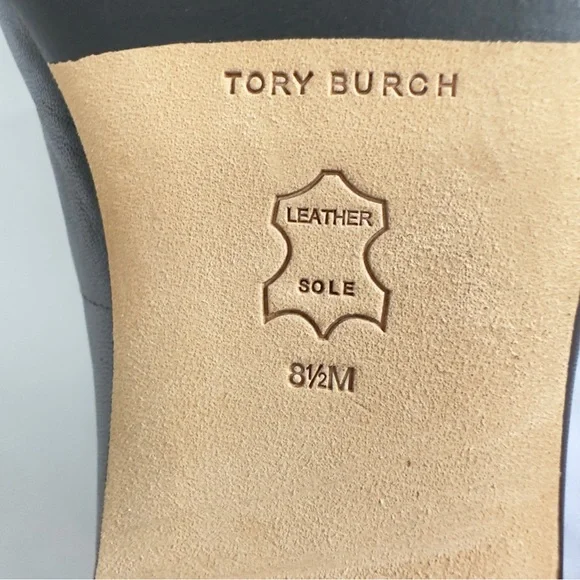 TORY BURCH
LEATHER
SOLE
8½M